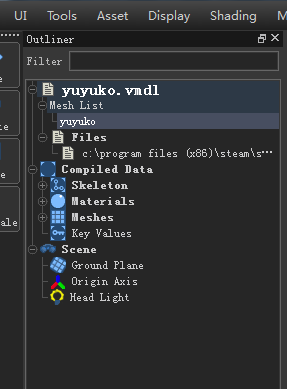 UI Tools Asset Display Shading M
Outliner
Filter
yuyuko.vmdl
Mesh List
yuyuko
Files
c:\program files (x86)\steam\s…
Compiled Data
Skeleton
Materials
Meshes
Key Values
Scene
Ground Plane
Origin Axis
Head Light
e
ale